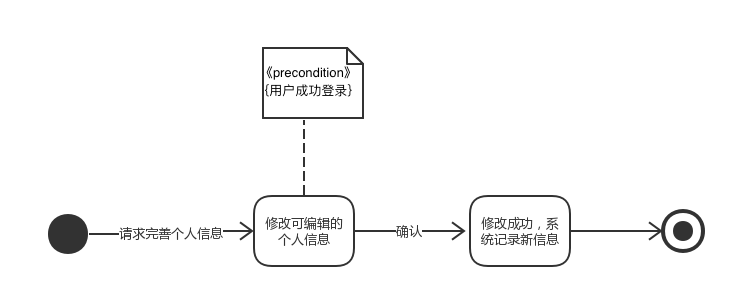 《precondition》
{用户成功登录}
请求完善个人信息
修改可编辑的
个人信息
确认
修改成功，系
统记录新信息